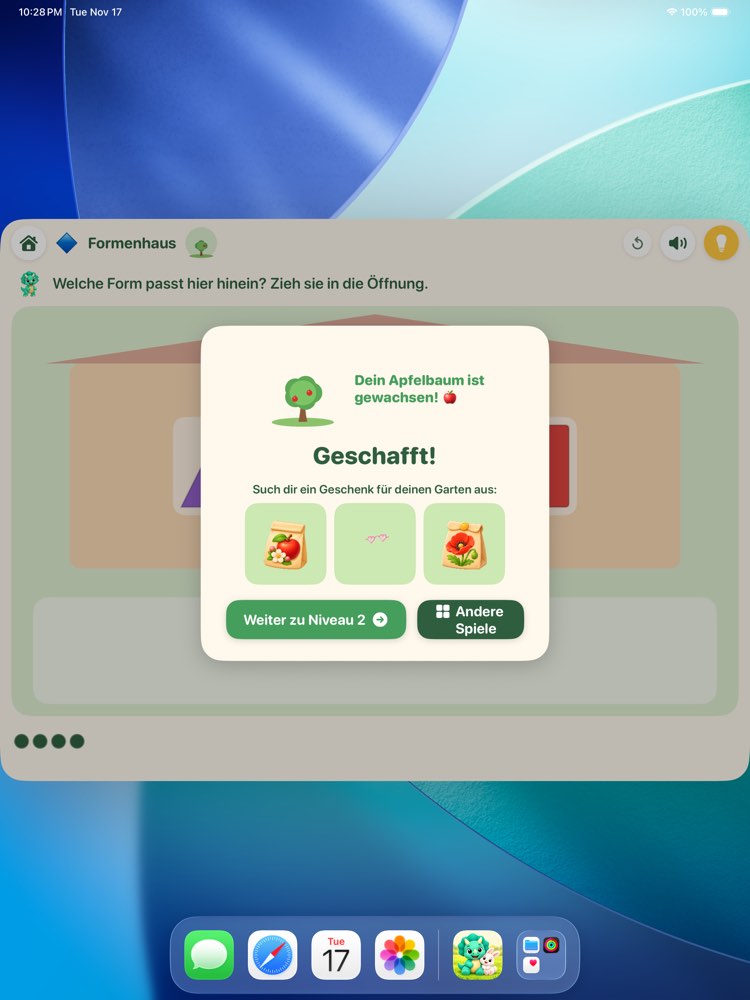 10:28 PM Tue Nov 17
100%
Formenhaus
Welche Form passt hier hinein? Zieh sie in die Öffnung.
Dein Apfelbaum ist
gewachsen!
Geschafft!
Such dir ein Geschenk für deinen Garten aus:
Weiter zu Niveau 2
Andere
Spiele
Tue
17